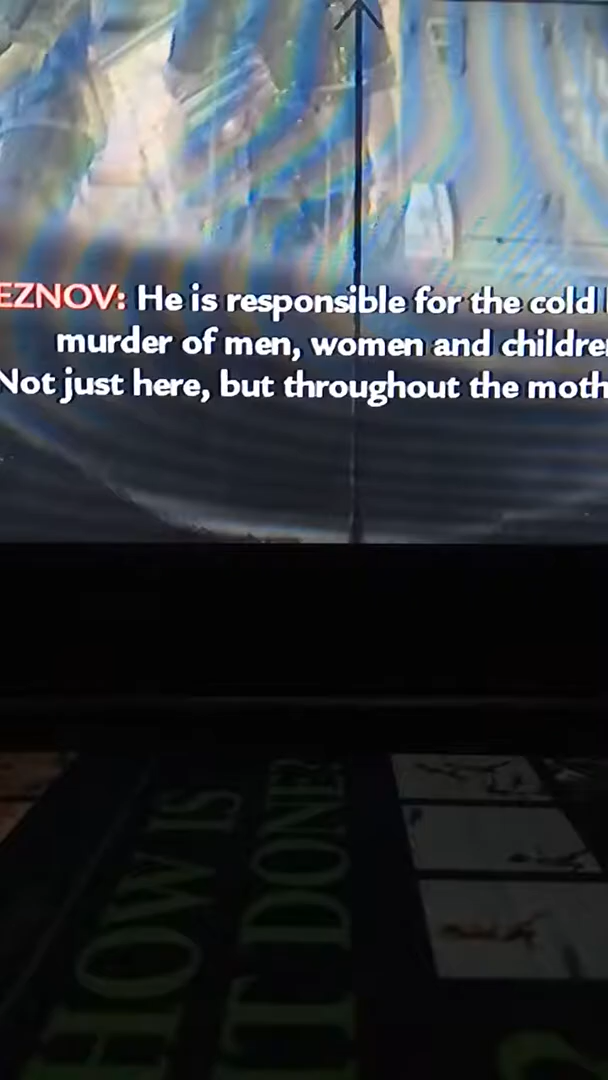 EZNOV: He is responsible for the cold
murder of men, women and childre
Not just here, but throughout the moth
HOW IS
IT DONE?
?